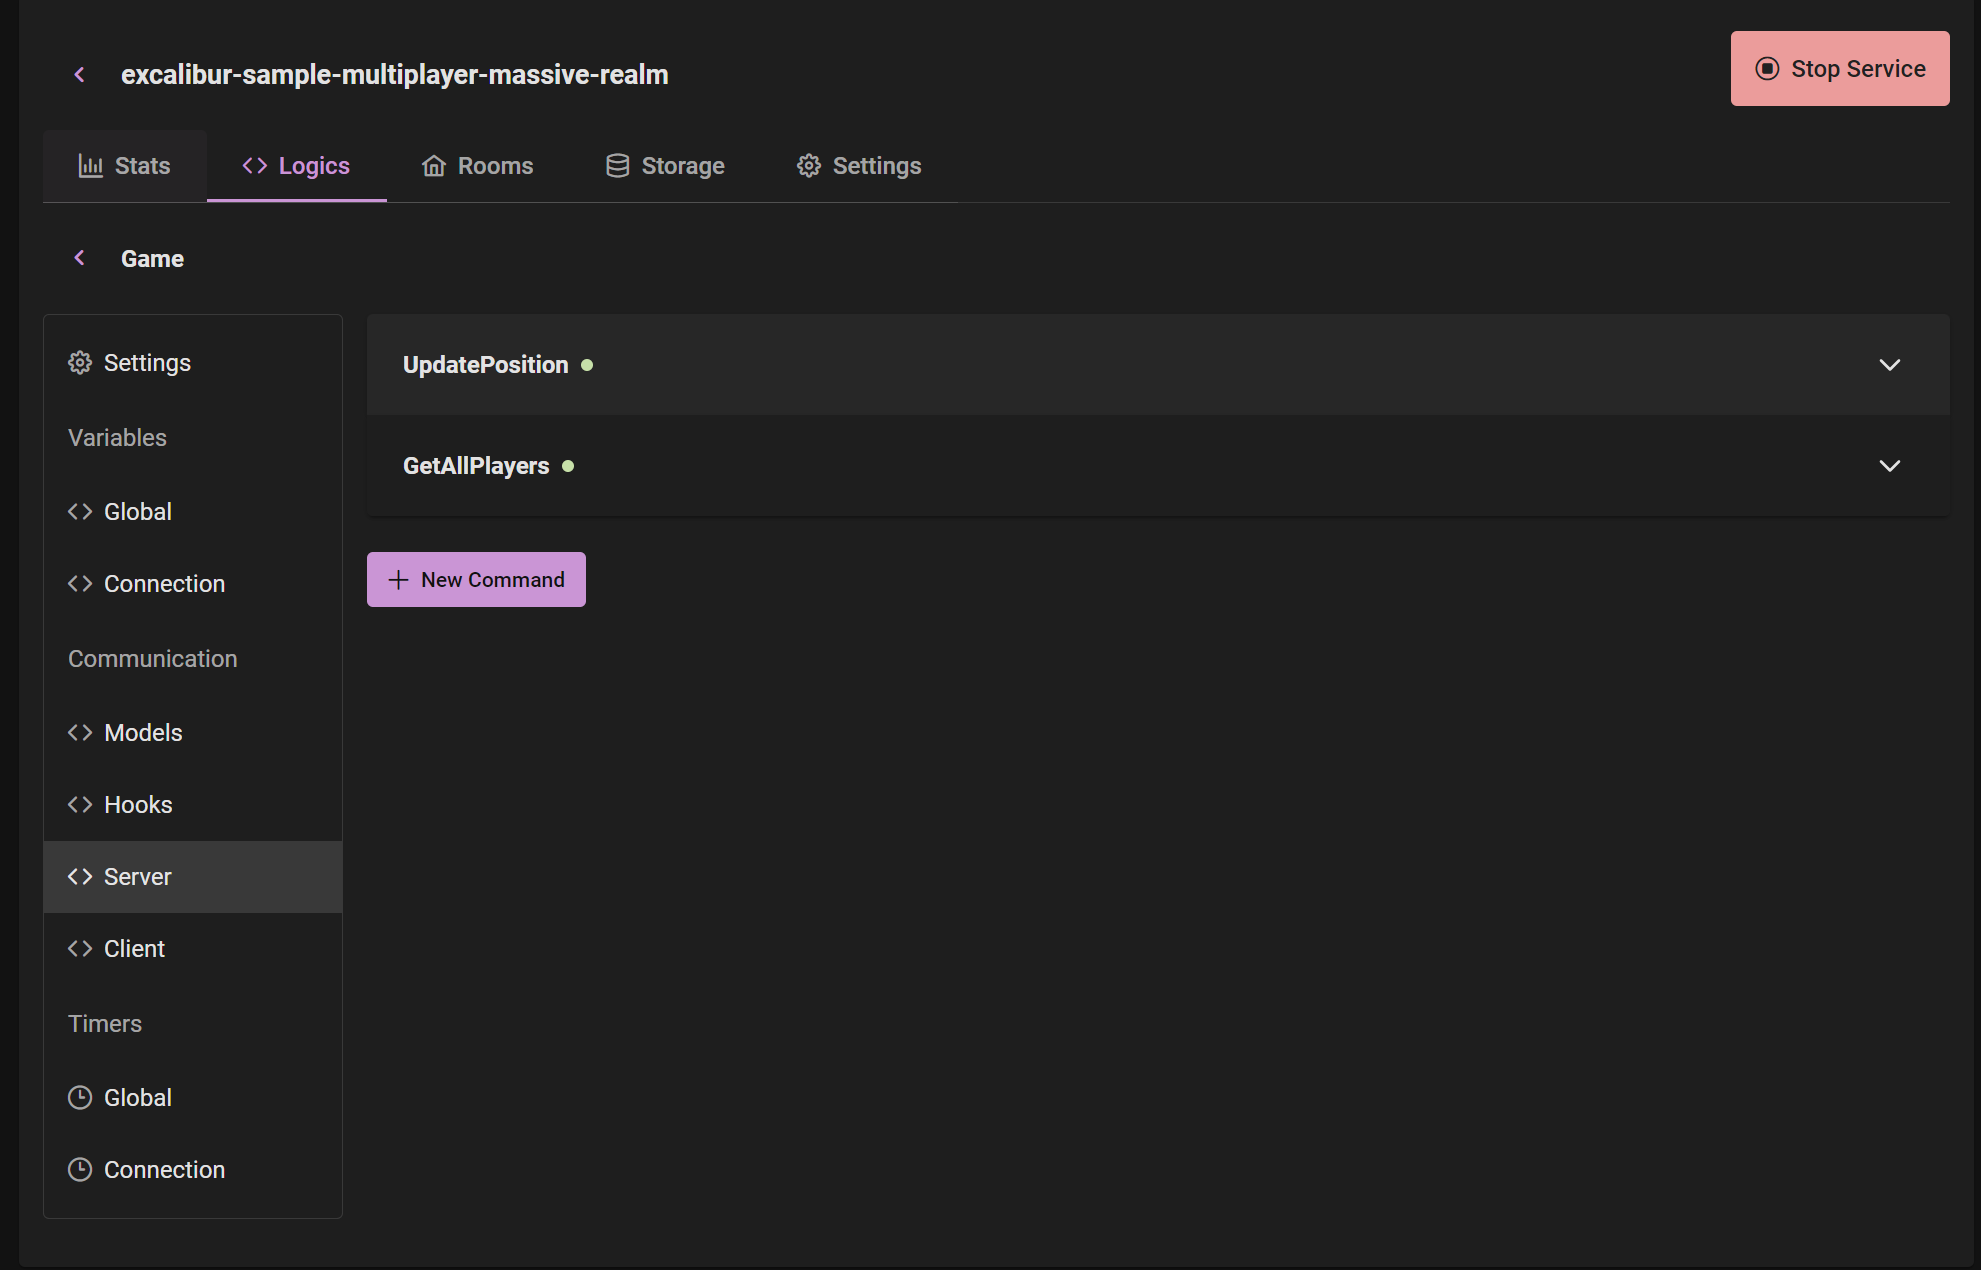 excalibur-sample-multiplayer-massive-realm
Stop Service
Stats
Logics
Rooms
Storage
Settings
Game
Settings
Variables
Global
Connection
Communication
Models
Hooks
Server
Client
Timers
Global
Connection
UpdatePosition
GetAllPlayers
New Command